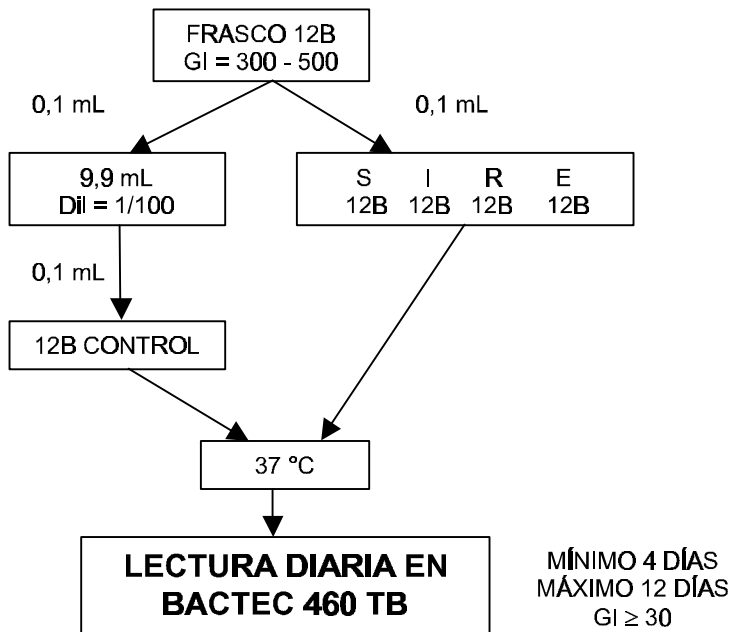 FRASCO 12B
GI = 300 - 500
0,1 mL
0,1 mL
9,9 mL
Dil = 1/100
S I R E
12B 12B 12B 12B
0,1 mL
12B CONTROL
37 °C
LECTURA DIARIA EN
BACTEC 460 TB
MÍNIMO 4 DÍAS
MÁXIMO 12 DÍAS
GI ≥ 30